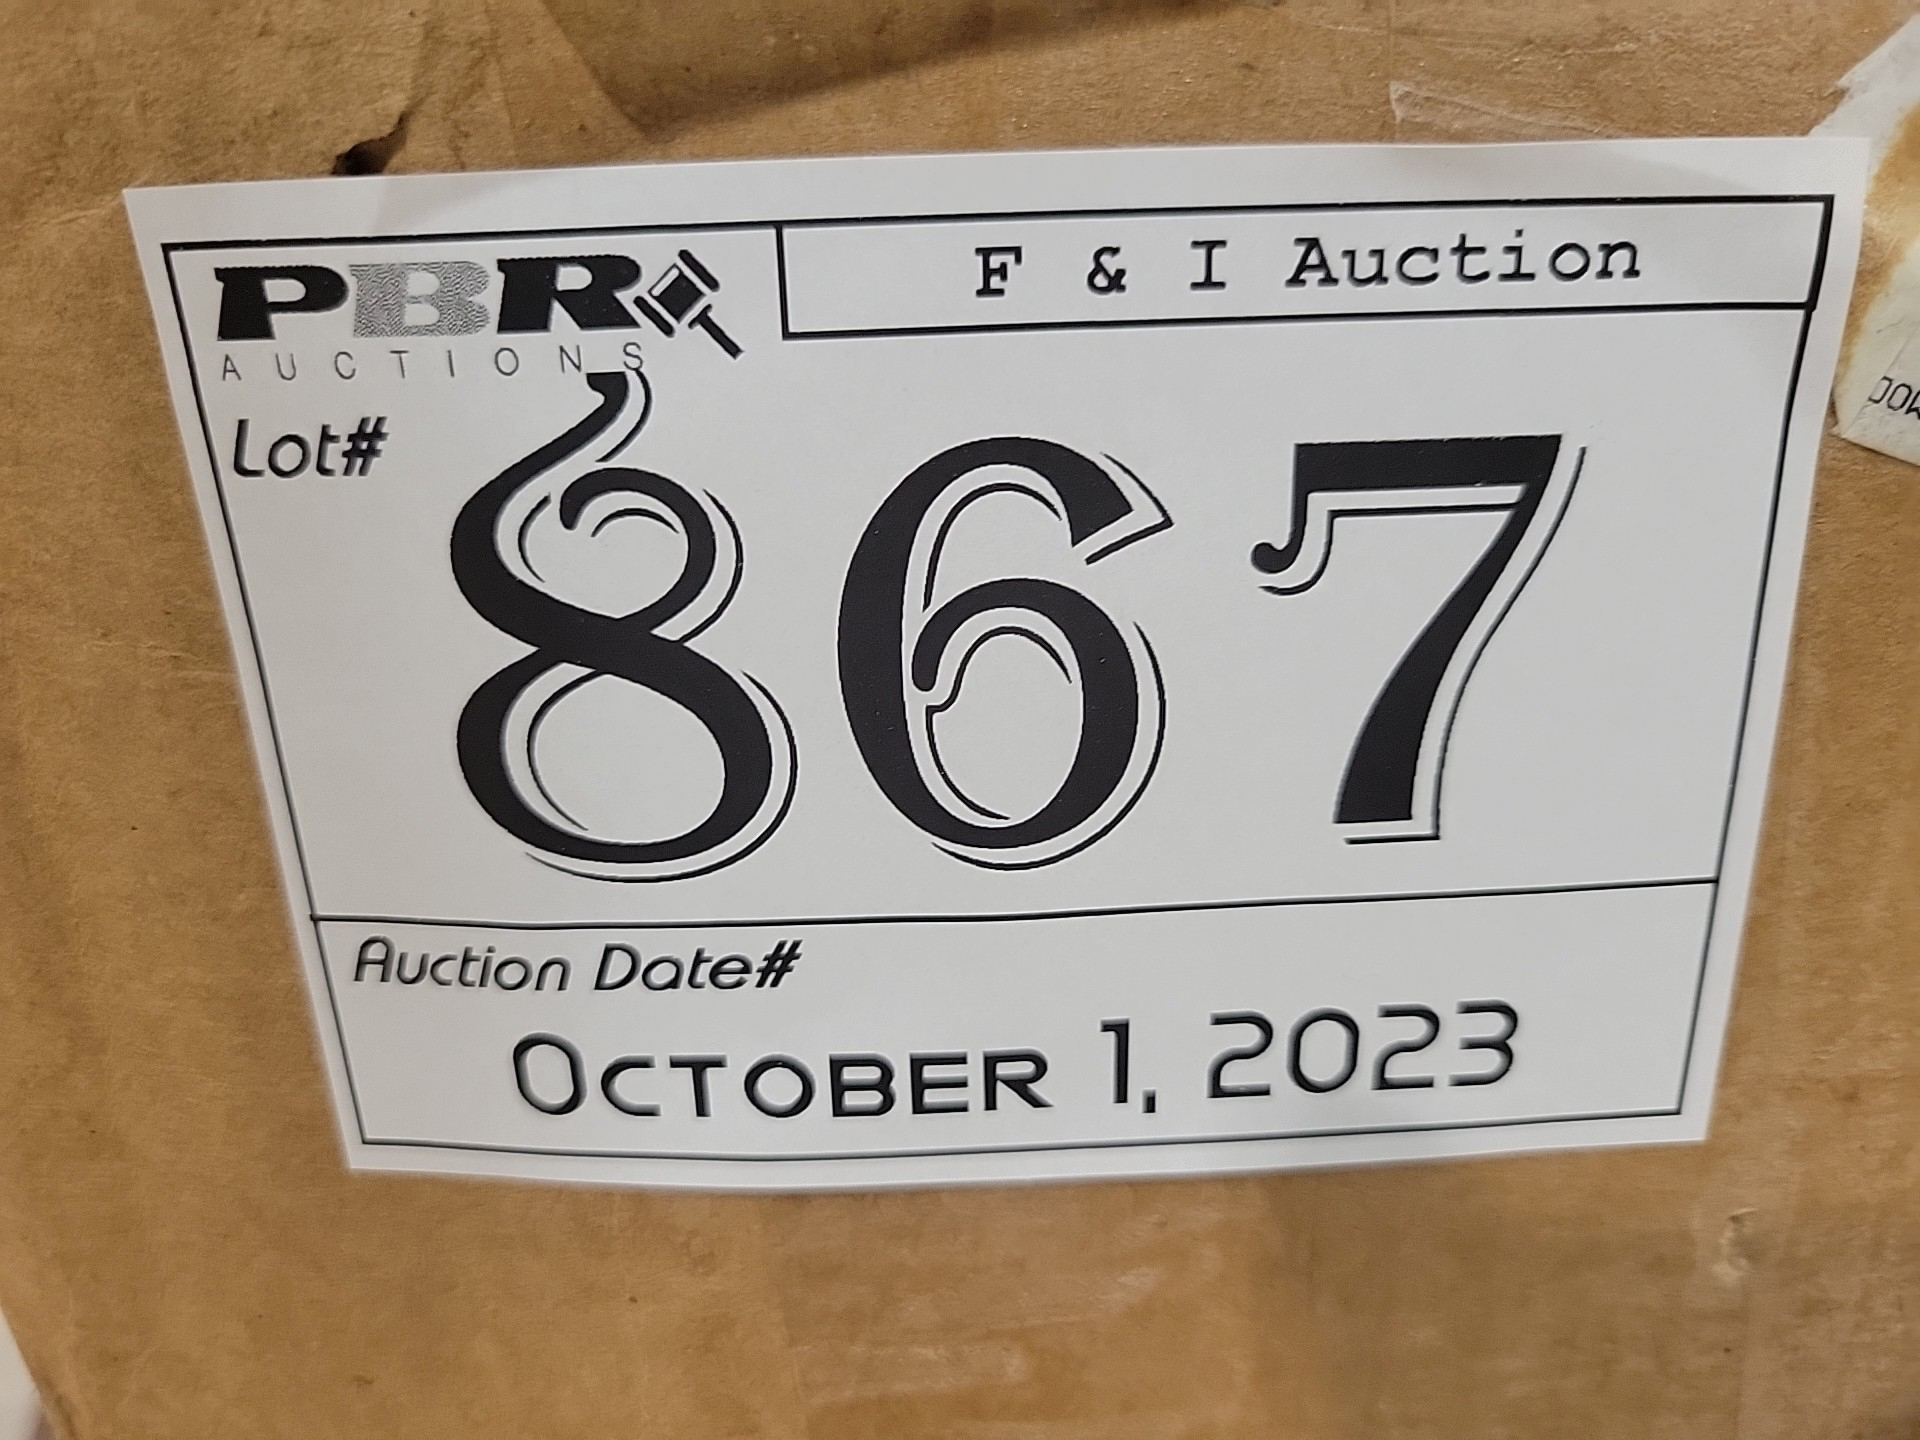 PBR
AUCTIONS
F & I Auction
Lot#
867
Auction Date#
October 1, 2023